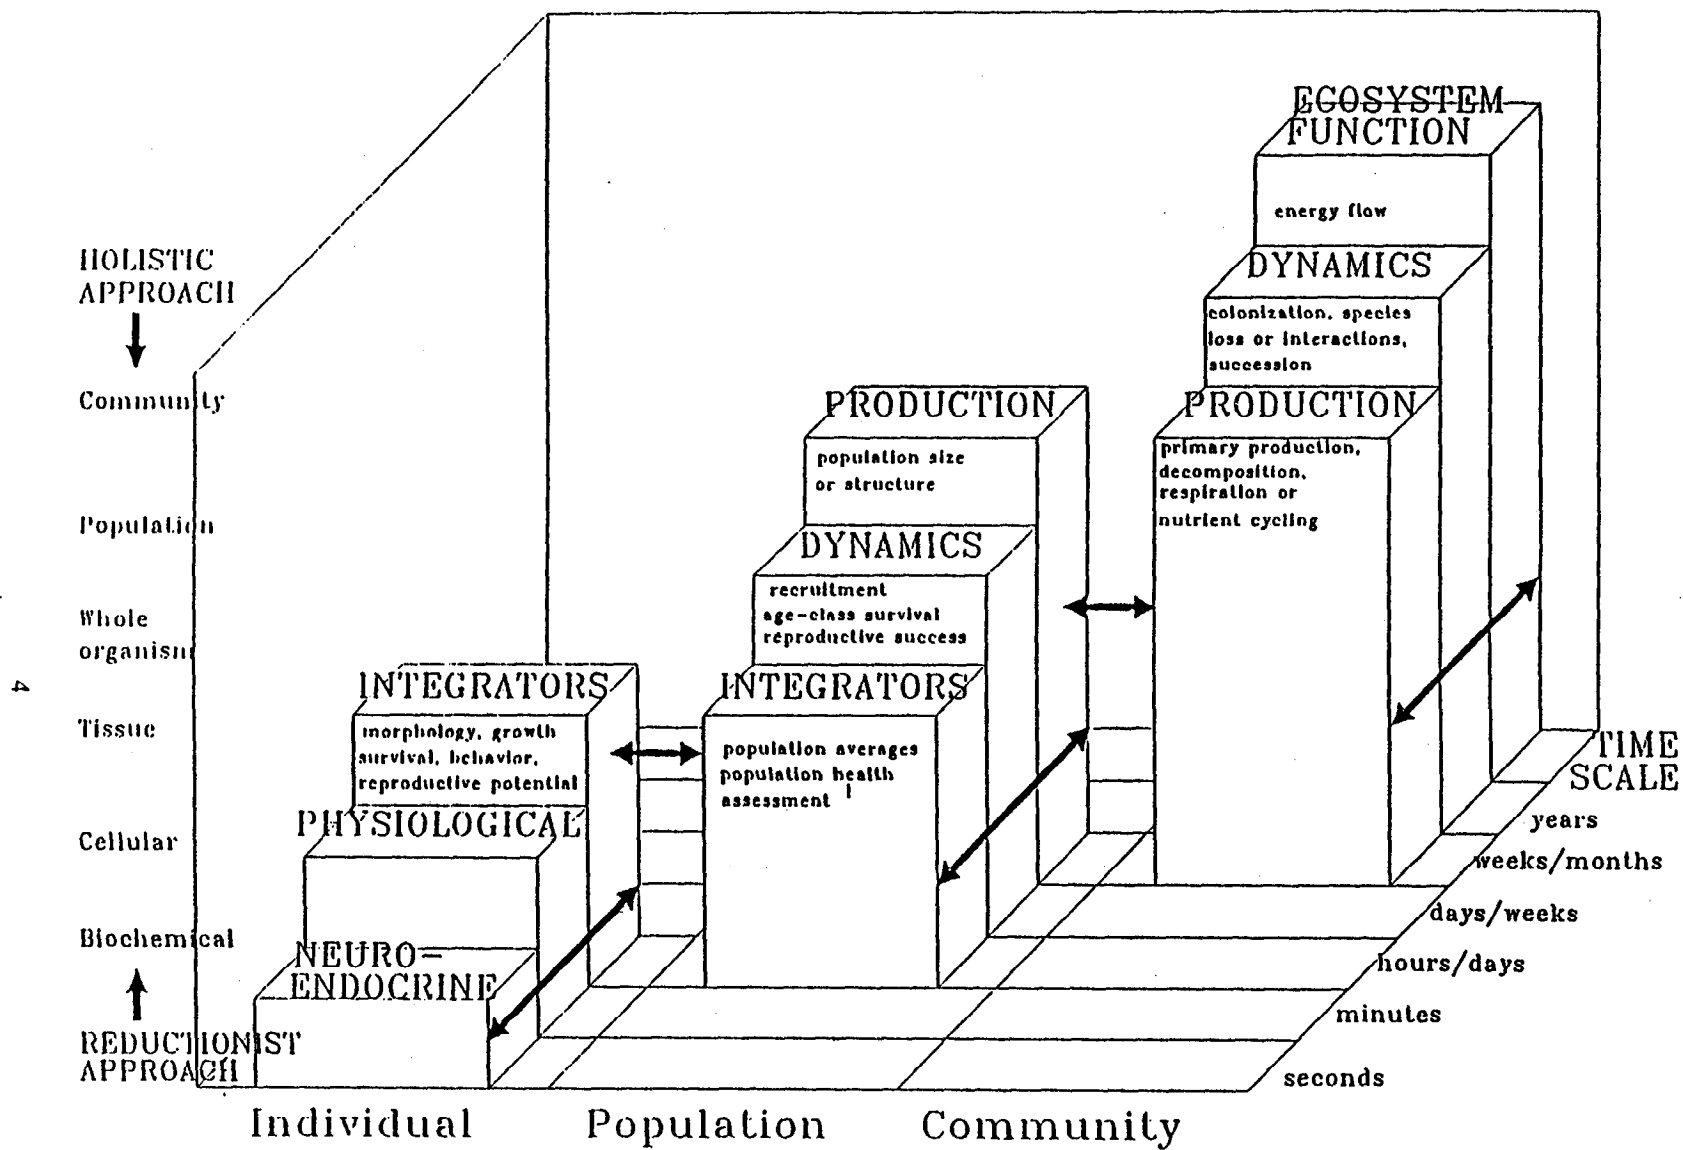 ECOSYSTEM
FUNCTION
energy flow
DYNAMICS
colonization, species
loss or interactions,
succession
PRODUCTION
primary production,
decomposition,
respiration or
nutrient cycling
PRODUCTION
population size
or structure
DYNAMICS
recruitment
age-class survival
reproductive success
INTEGRATORS
population averages
population health
assessment
INTEGRATORS
morphology, growth
survival, behavior,
reproductive potential
PHYSIOLOGICAL
NEURO-
ENDOCRINE
HOLISTIC
APPROACH
Community
Population
Whole
organism
Tissue
Cellular
Biochemical
REDUCTIONIST
APPROACH
4
TIME
SCALE
years
weeks/months
days/weeks
hours/days
minutes
seconds
Individual
Population
Community